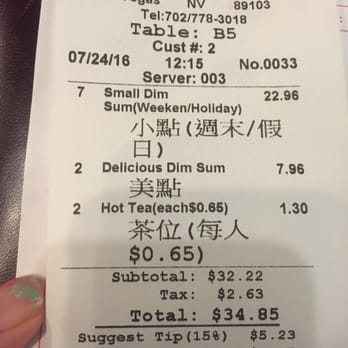 Vegas NV 89103
Tel:702/778-3018
Table: B5
Cust #: 2
07/24/16 12:15 No.0033
Server: 003
7 Small Dim 22.96
Sum(Weeken/Holiday)
小點(週末/假
日)
2 Delicious Dim Sum 7.96
美點
2 Hot Tea(each$0.65) 1.30
茶位(每人
$0.65)
Subtotal: $32.22
Tax: $2.63
Total: $34.85
Suggest Tip(15%) $5.23